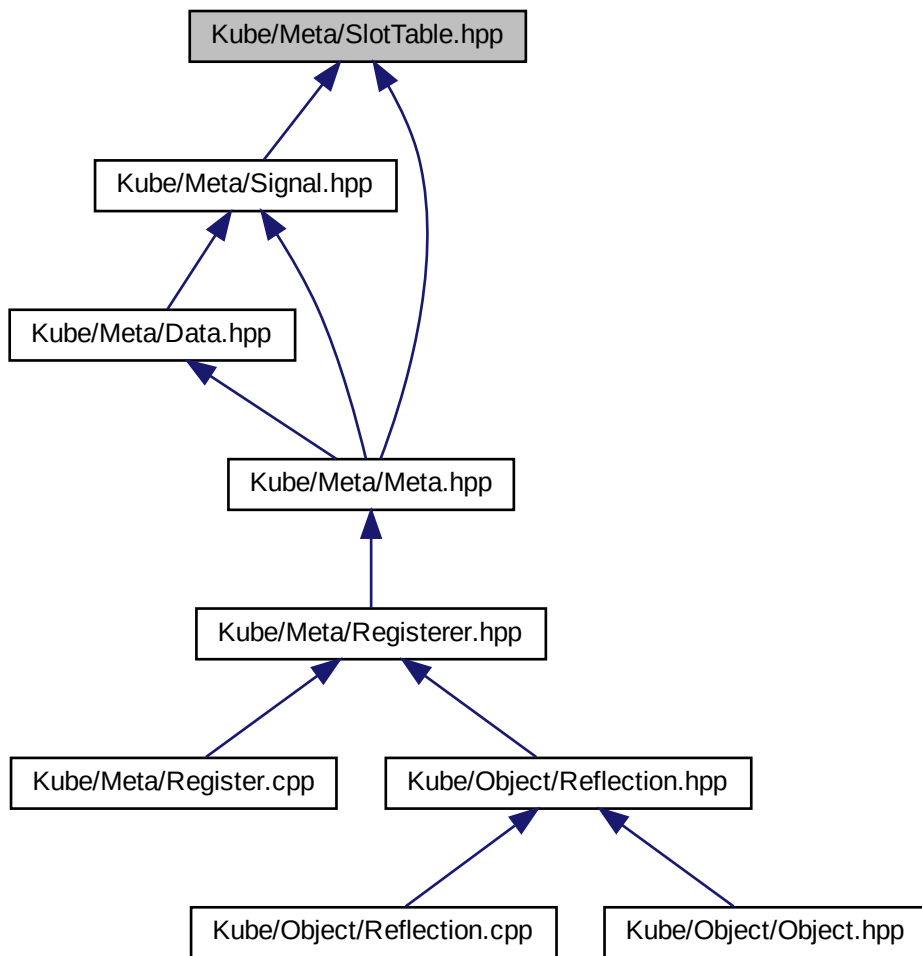 Kube/Meta/SlotTable.hpp
Kube/Meta/Signal.hpp
Kube/Meta/Data.hpp
Kube/Meta/Meta.hpp
Kube/Meta/Registerer.hpp
Kube/Meta/Register.cpp
Kube/Object/Reflection.hpp
Kube/Object/Reflection.cpp
Kube/Object/Object.hpp